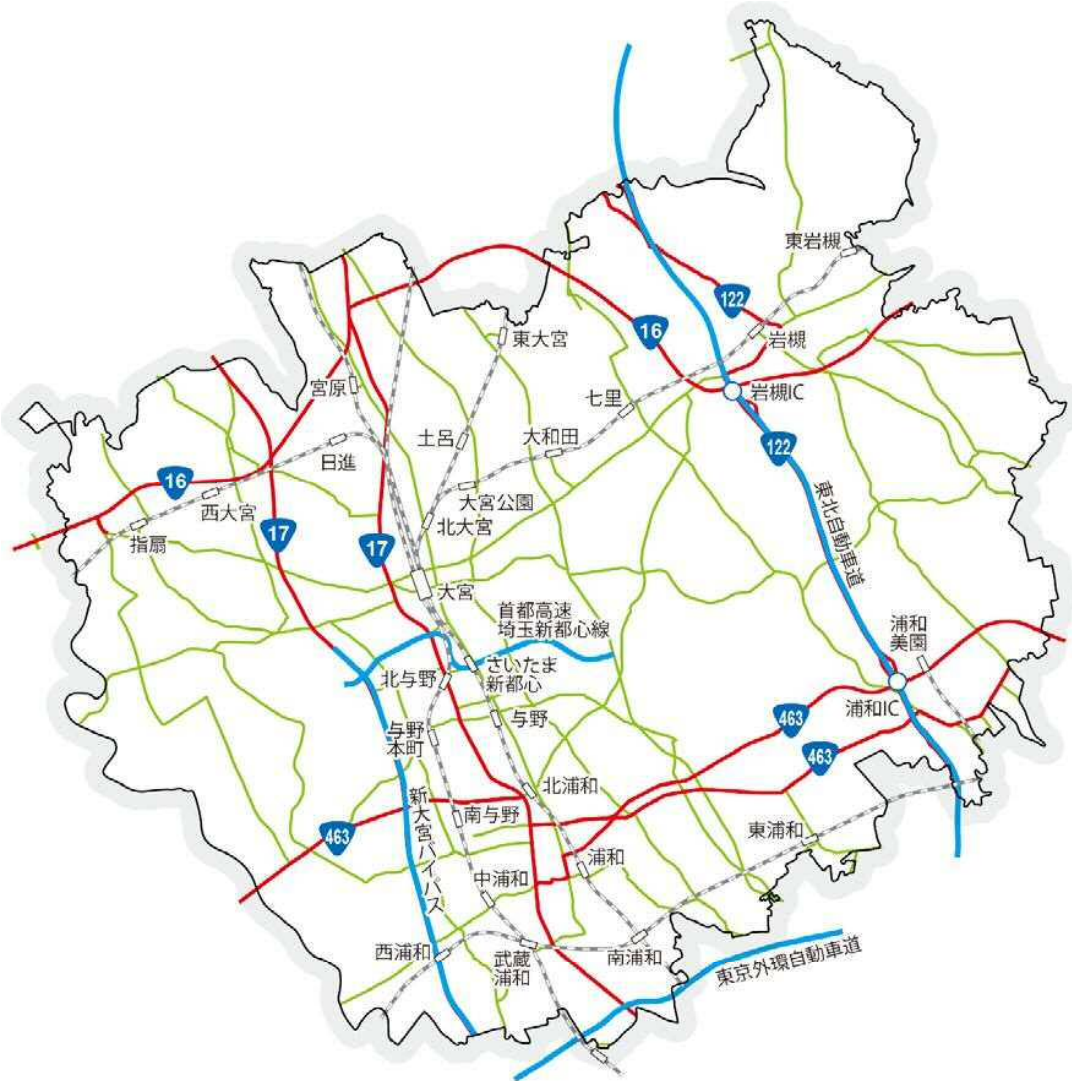 東岩槻
122
16
岩槻
東大宮
宮原
岩槻IC
七里
土呂
大和田
122
日進
16
大宮公園
西大宮
北大宮
東北自動車道
指扇
17
17
大宮
首都高速
埼玉新都心線
浦和
美園
さいたま
新都心
北与野
浦和IC
与野
463
与野
本町
463
北浦和
新大宮バイパス
南与野
東浦和
463
浦和
中浦和
西浦和
武蔵
浦和
南浦和
東京外環自動車道